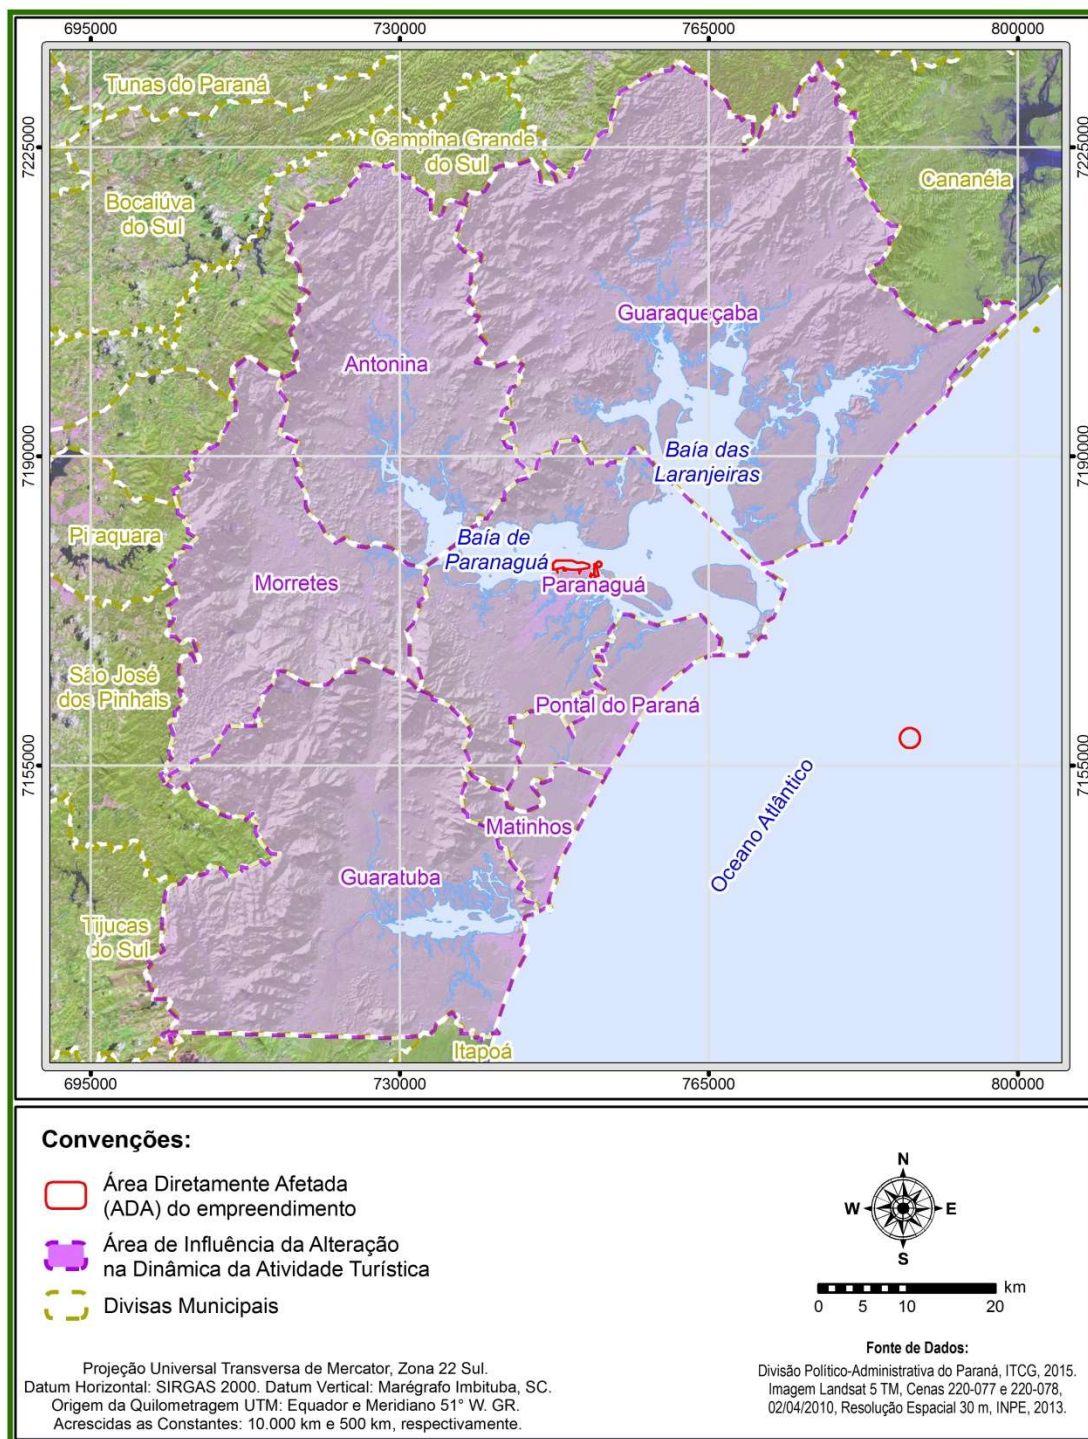 695000
730000
765000
800000
7225000
7225000
Tunas do Paraná
Campina Grande
do Sul
Bocaiúva
do Sul
Cananéia
Guaraqueçaba
Antonina
7190000
7190000
Baía das
Laranjeiras
Piraquara
Baía de
Paranaguá
Morretes
Paranaguá
São José
dos Pinhais
Pontal do Paraná
7155000
7155000
Oceano Atlântico
Matinhos
Guaratuba
Tijucas
do Sul
Itapoá
695000
730000
765000
800000
Convenções:
Área Diretamente Afetada
(ADA) do empreendimento
Área de Influência da Alteração
na Dinâmica da Atividade Turística
Divisas Municipais
N
W
E
S
km
0 5 10 20
Projeção Universal Transversa de Mercator, Zona 22 Sul.
Datum Horizontal: SIRGAS 2000. Datum Vertical: Marégrafo Imbituba, SC.
Origem da Quilometragem UTM: Equador e Meridiano 51° W. GR.
Acrescidas as Constantes: 10.000 km e 500 km, respectivamente.
Fonte de Dados:
Divisão Político-Administrativa do Paraná, ITCG, 2015.
Imagem Landsat 5 TM, Cenas 220-077 e 220-078,
02/04/2010, Resolução Espacial 30 m, INPE, 2013.